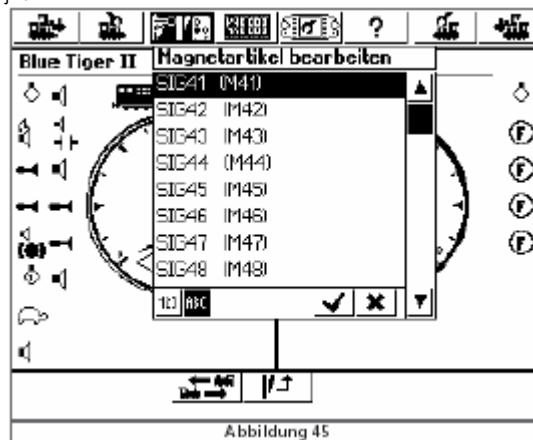 ?
Blue Tiger II
Magnetartikel bearbeiten
SIG41 (M41)
SIG42 (M42)
SIG43 (M43)
SIG44 (M44)
SIG45 (M45)
SIG46 (M46)
SIG47 (M47)
SIG48 (M48)
123 ABC
F
F
F
F
Abbildung 45